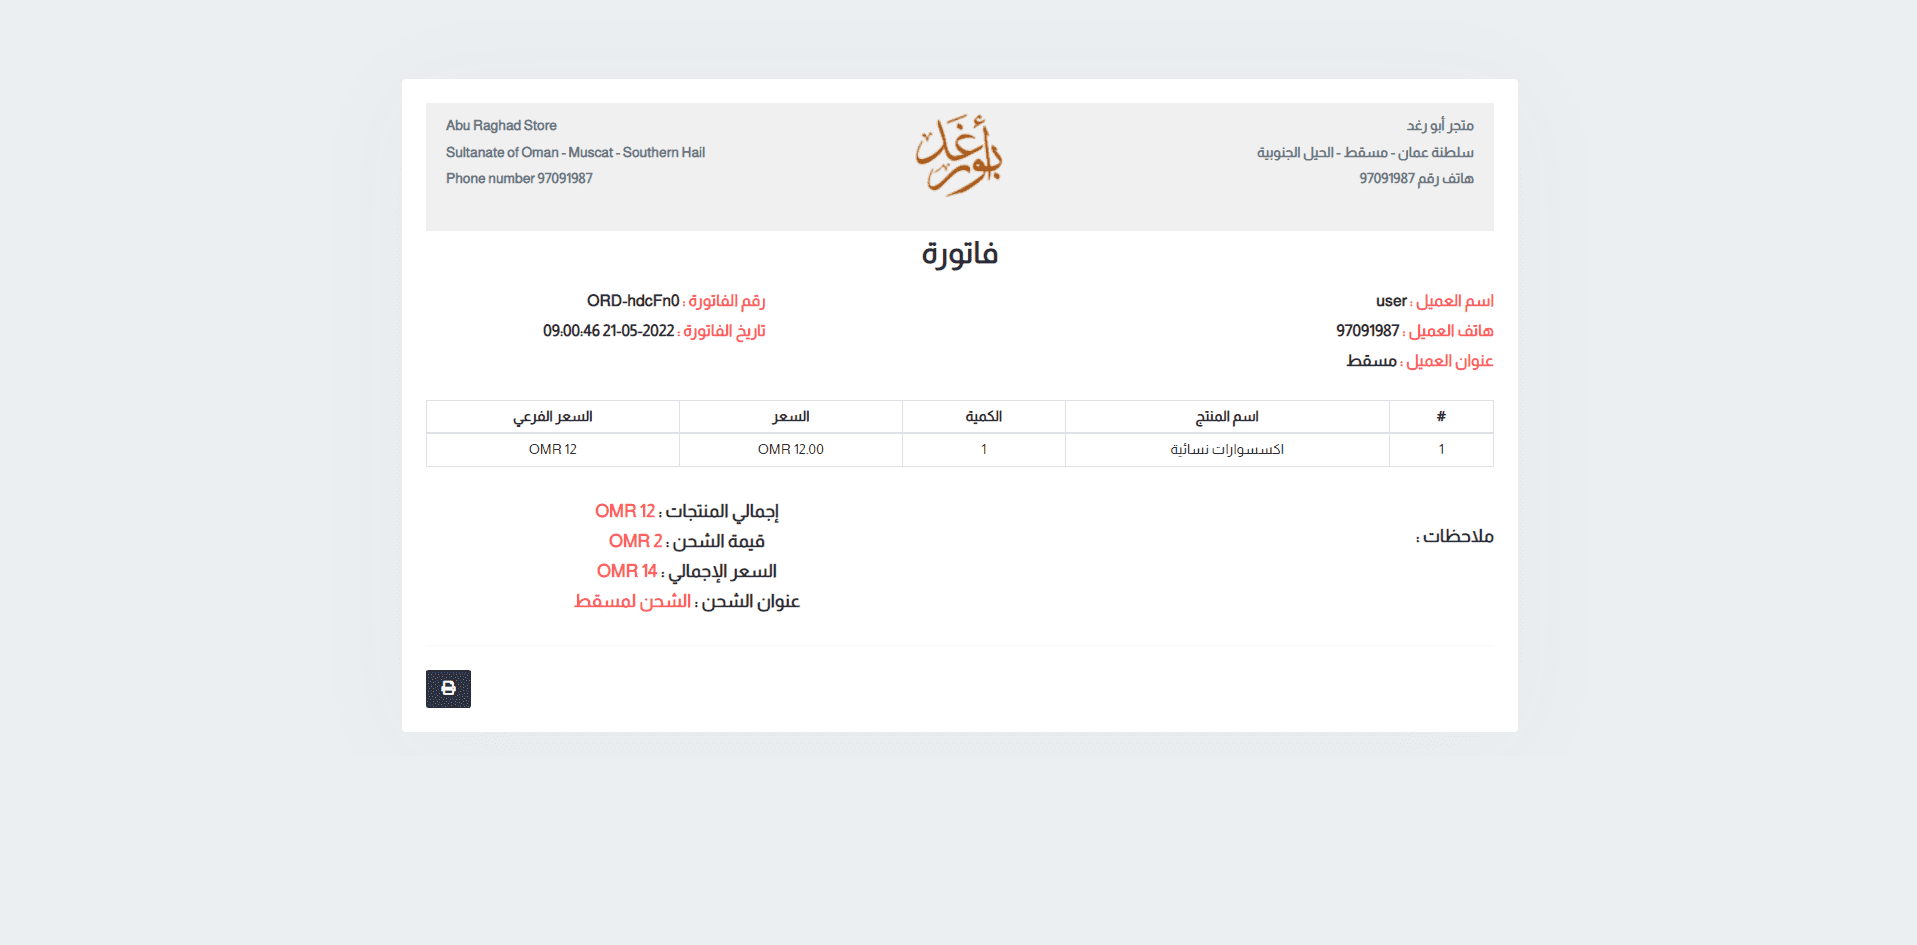 متجر أبو رغد
سلطنة عمان - مسقط - الحيل الجنوبية
هاتف رقم 97091987
أبو رغد
Abu Raghad Store
Sultanate of Oman - Muscat - Southern Hail
Phone number 97091987
فاتورة
اسم العميل : user
هاتف العميل : 97091987
عنوان العميل : مسقط
رقم الفاتورة : ORD-hdcFn0
تاريخ الفاتورة : 2022-05-21 09:00:46
# اسم المنتج الكمية السعر السعر الفرعي
1 اكسسوارات نسائية 1 OMR 12.00 OMR 12
ملاحظات :
إجمالي المنتجات : OMR 12
قيمة الشحن : OMR 2
السعر الإجمالي : OMR 14
عنوان الشحن : الشحن لمسقط